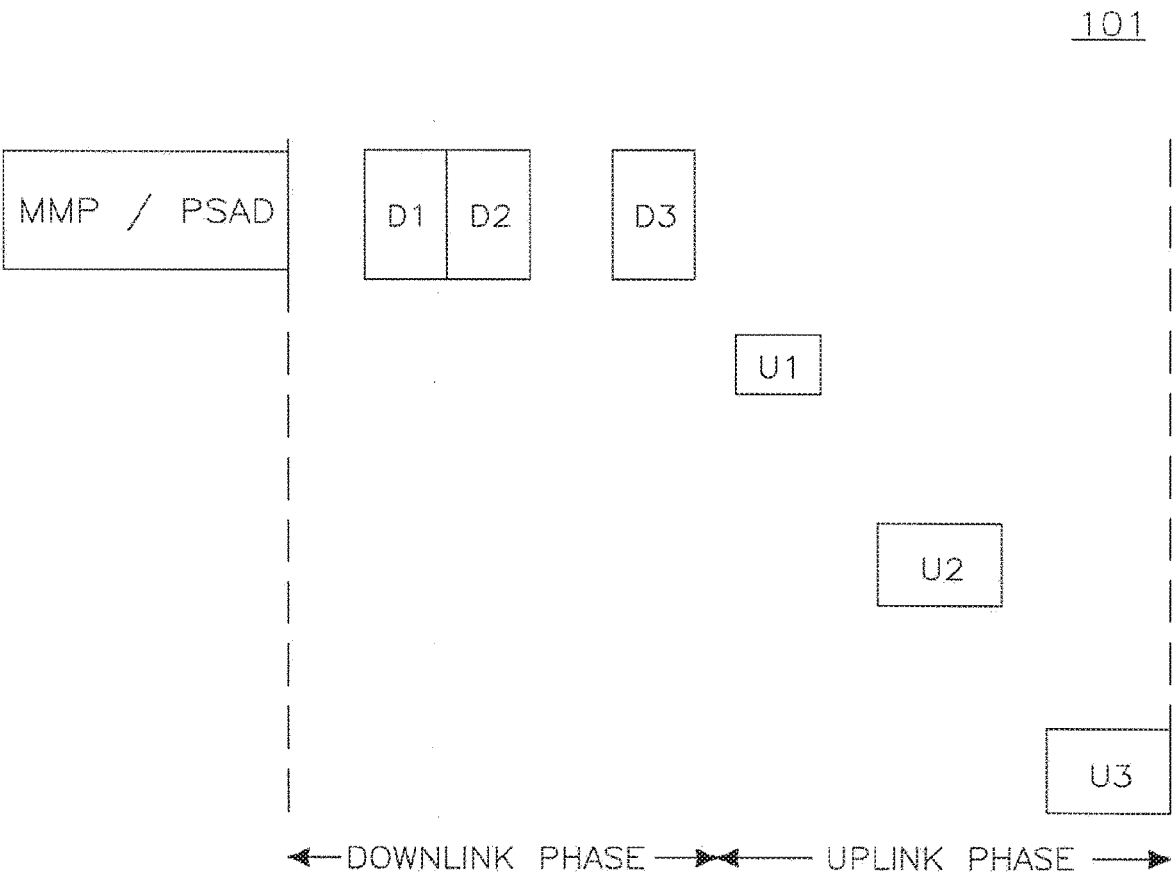 101
MMP / PSAD
D1
D2
D3
U1
U2
U3
DOWNLINK PHASE
UPLINK PHASE